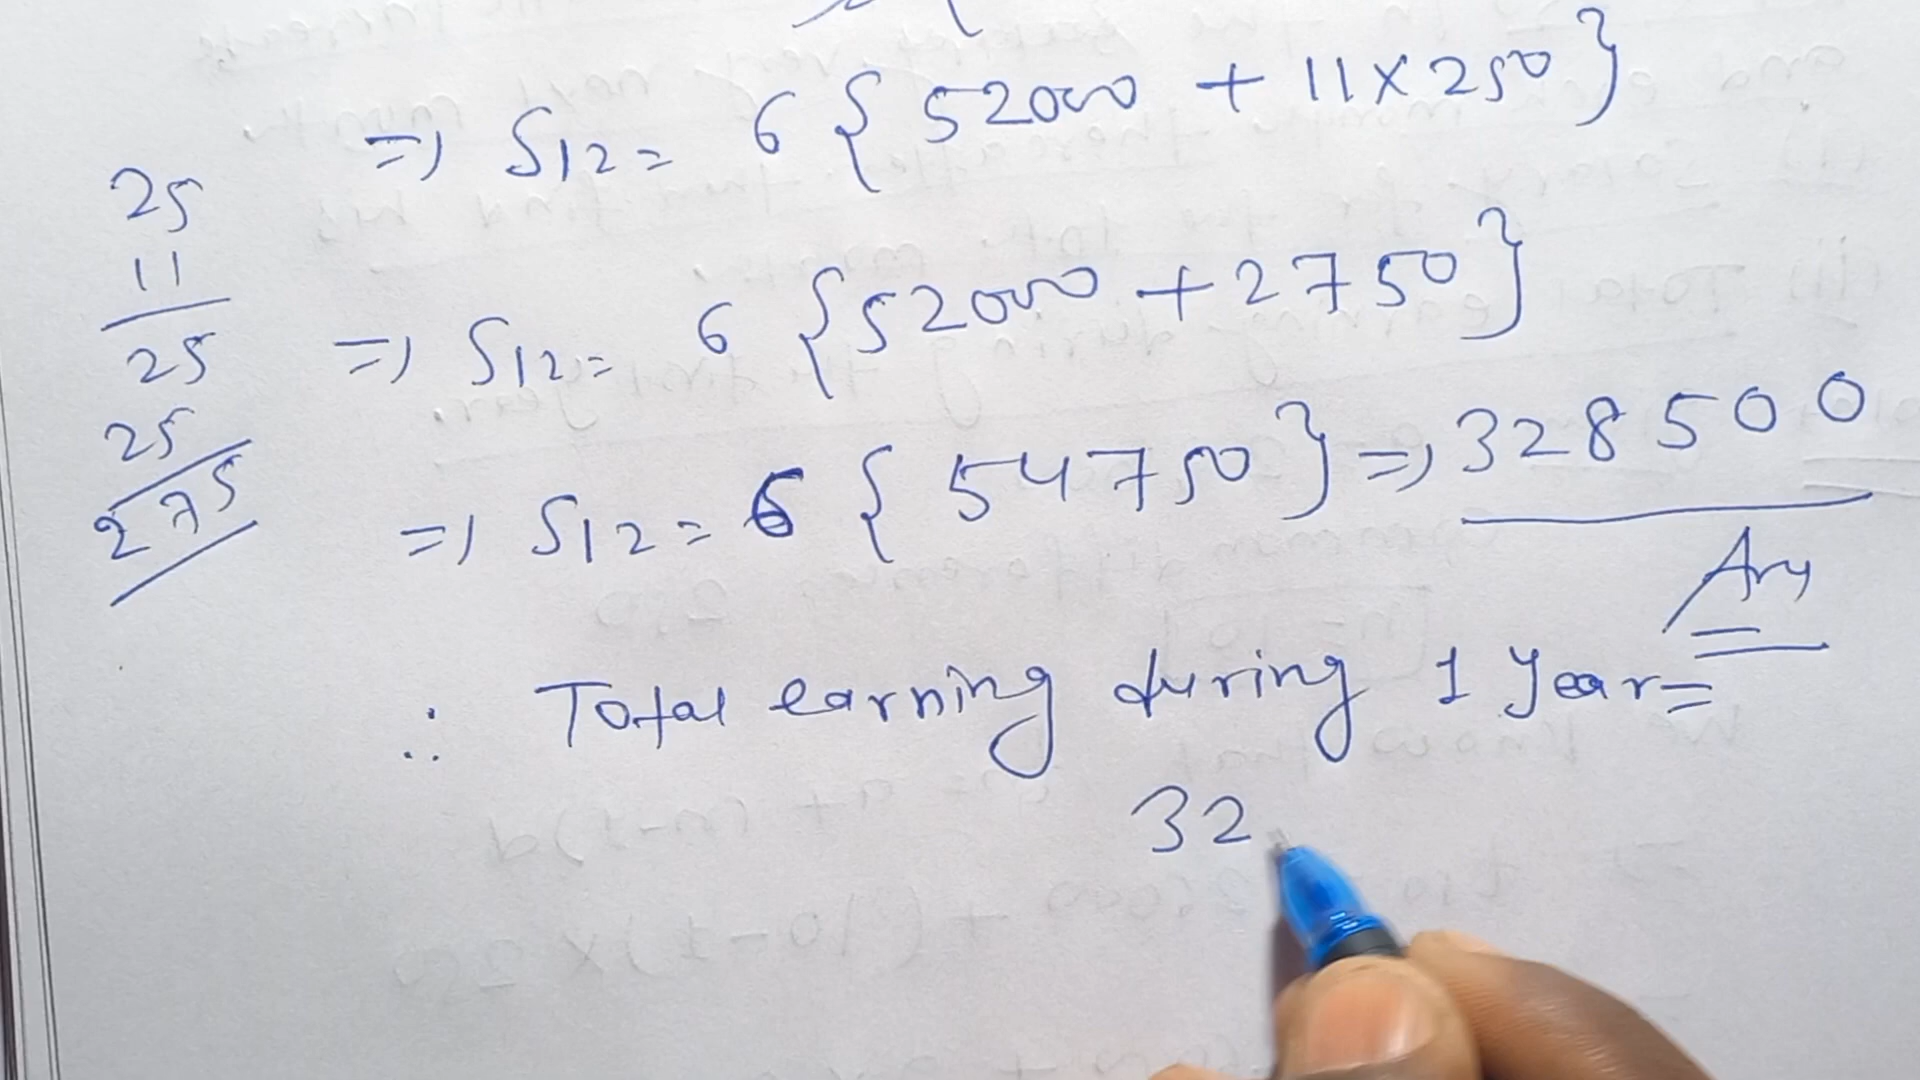 => S12 = 6 { 52000 + 11 x 250 }
25
11
25
25
275
=> S12 = 6 { 52000 + 2750 }
=> S12 = 6 { 54750 } => 328500
Ans
∴ Total earning during 1 Year =
32